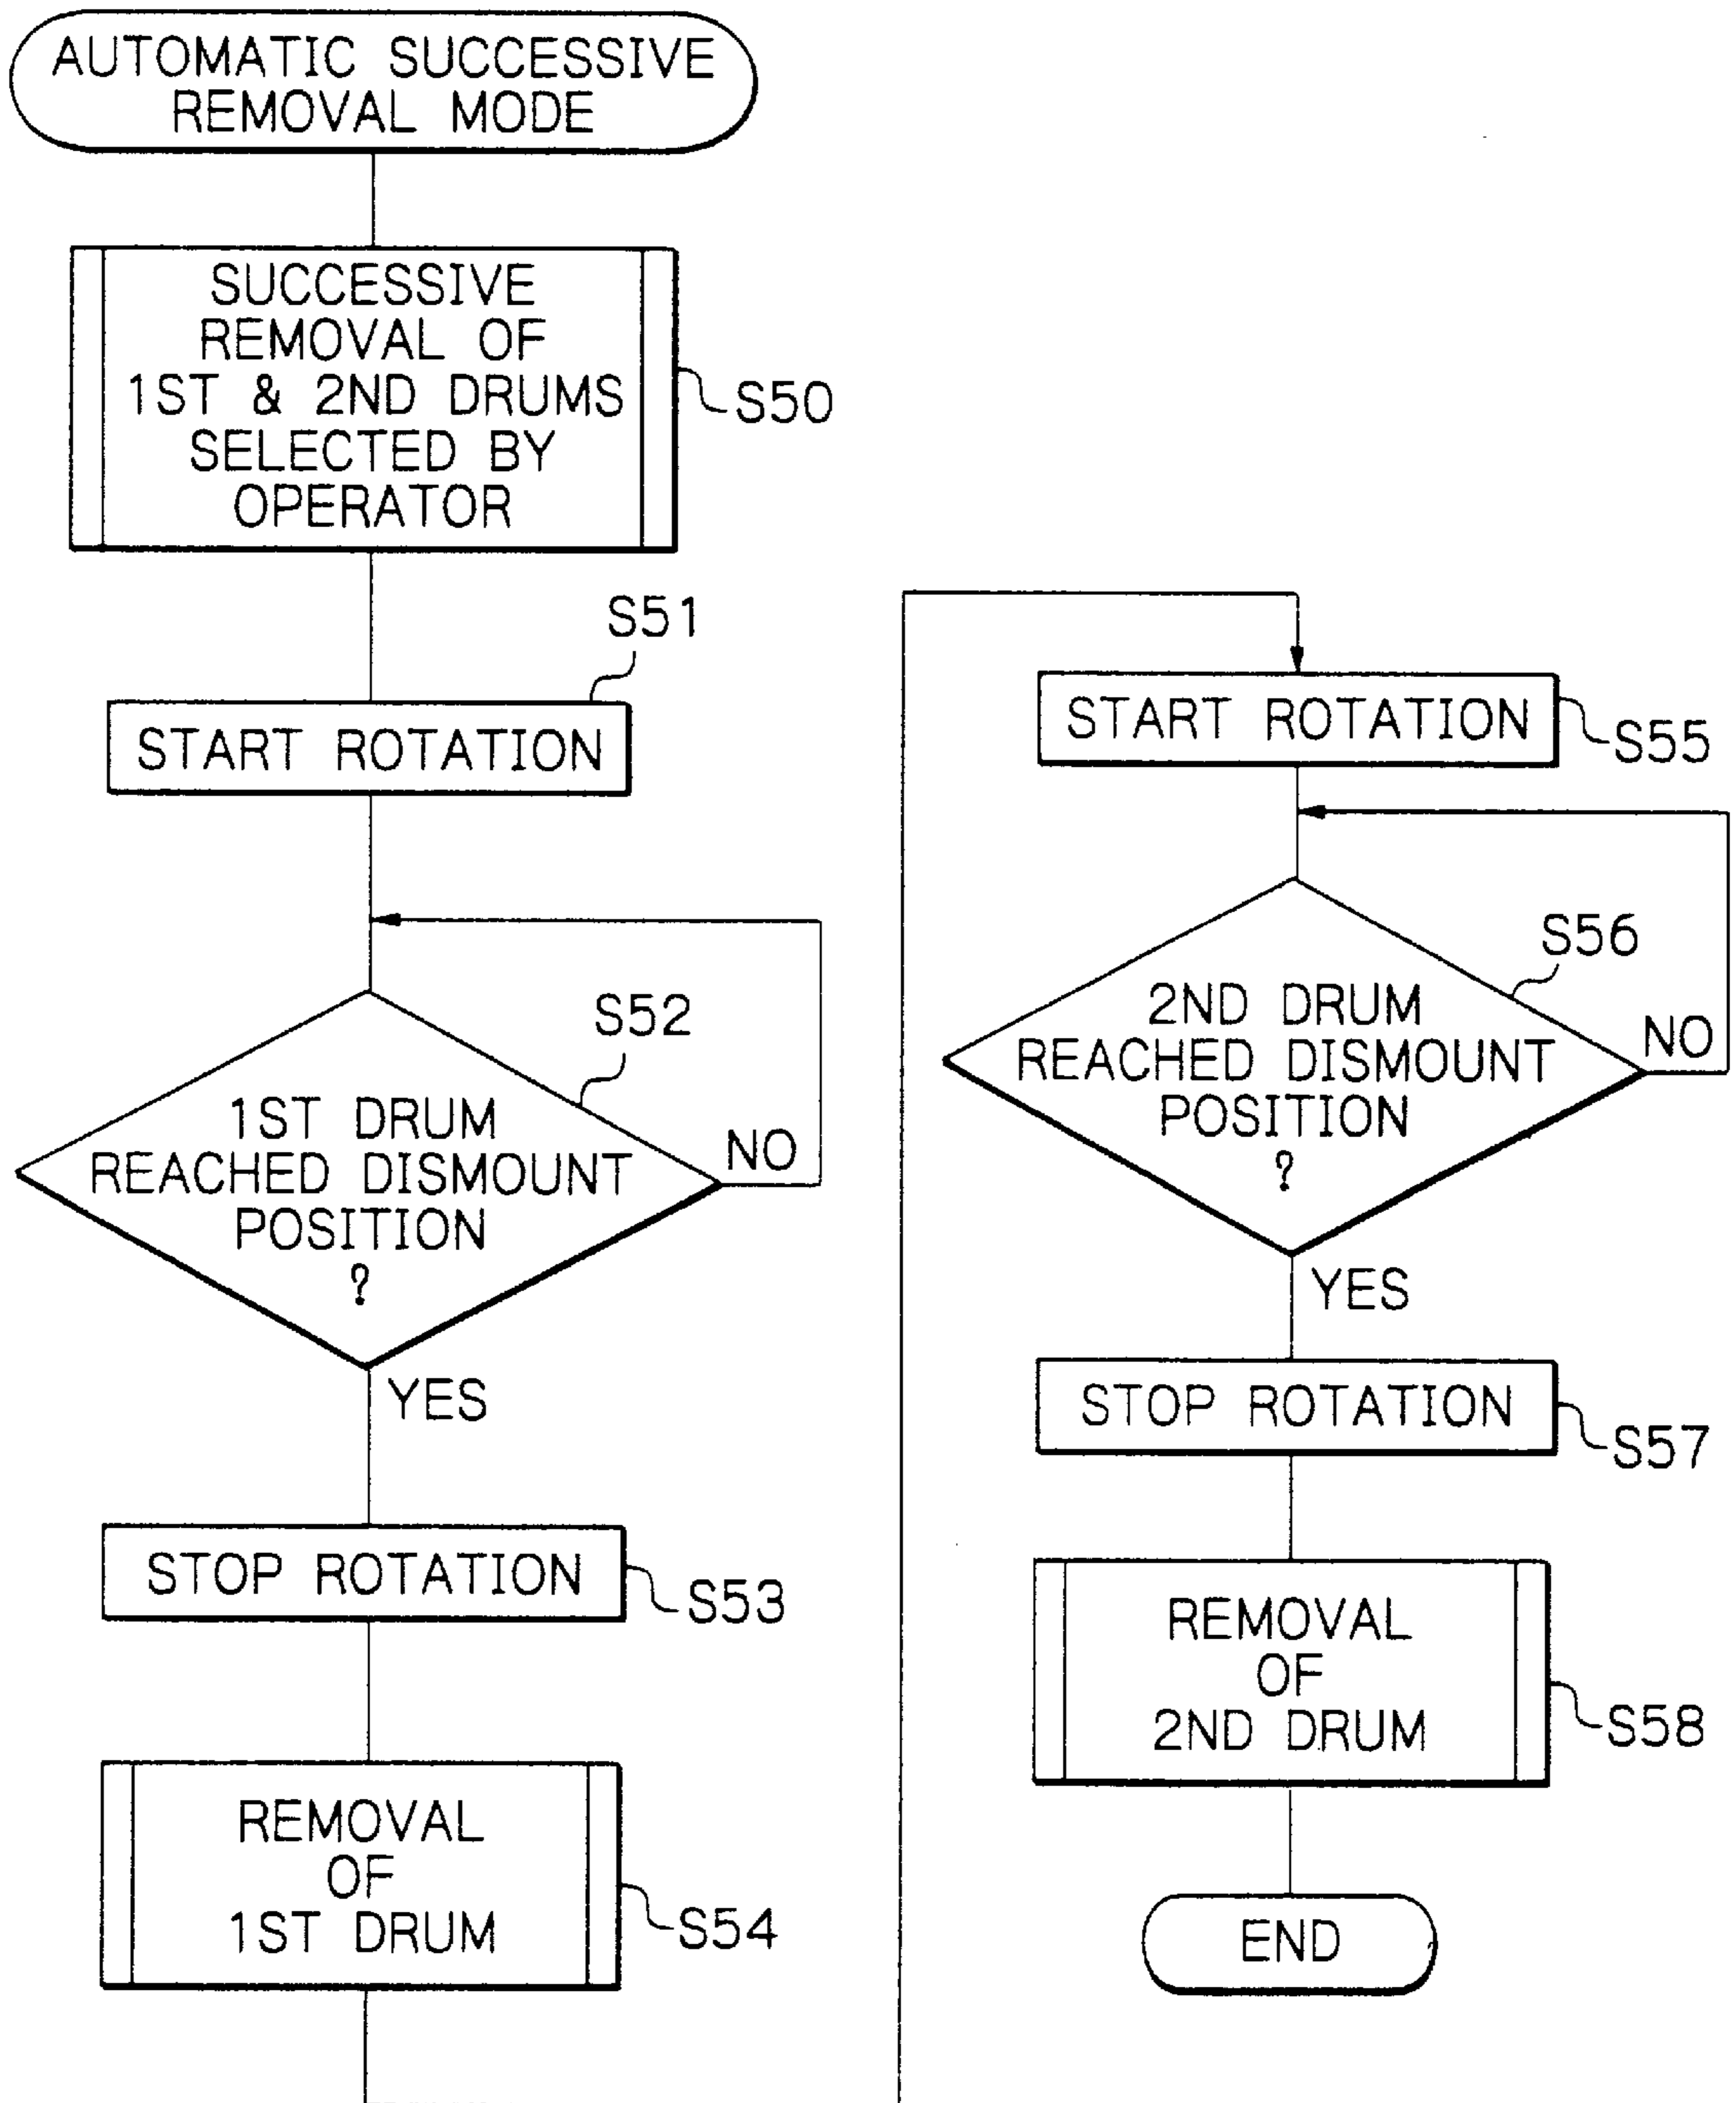 AUTOMATIC SUCCESSIVE
REMOVAL MODE
SUCCESSIVE
REMOVAL OF
1ST & 2ND DRUMS
SELECTED BY
OPERATOR
S50
S51
START ROTATION
S52
1ST DRUM
REACHED DISMOUNT
POSITION
?
NO
YES
STOP ROTATION
S53
REMOVAL
OF
1ST DRUM
S54
START ROTATION
S55
S56
2ND DRUM
REACHED DISMOUNT
POSITION
?
NO
YES
STOP ROTATION
S57
REMOVAL
OF
2ND DRUM
S58
END